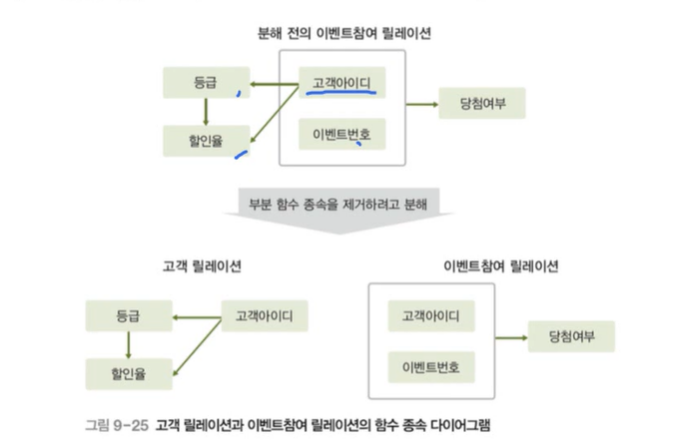 분해 전의 이벤트참여 릴레이션
등급
고객아이디
당첨여부
할인율
이벤트번호
부분 함수 종속을 제거하려고 분해
고객 릴레이션
이벤트참여 릴레이션
등급
고객아이디
고객아이디
당첨여부
할인율
이벤트번호
그림 9-25 고객 릴레이션과 이벤트참여 릴레이션의 함수 종속 다이어그램